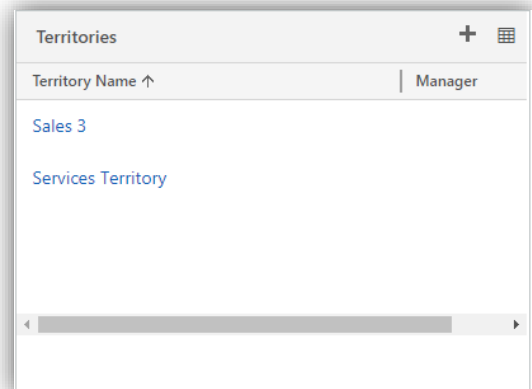 Territories
Territory Name ↑ Manager
Sales 3
Services Territory